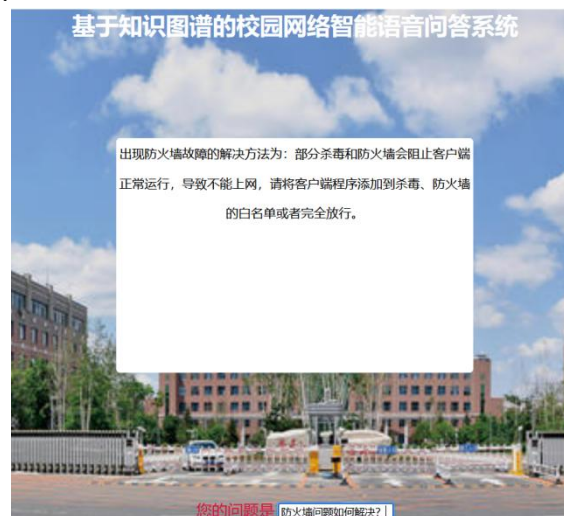 基于知识图谱的校园网络智能语音问答系统
出现防火墙故障的解决方法为：部分杀毒和防火墙会阻止客户端
正常运行，导致不能上网，请将客户端程序添加到杀毒、防火墙
的白名单或者完全放行。
您的问题是 防火墙问题如何解决？